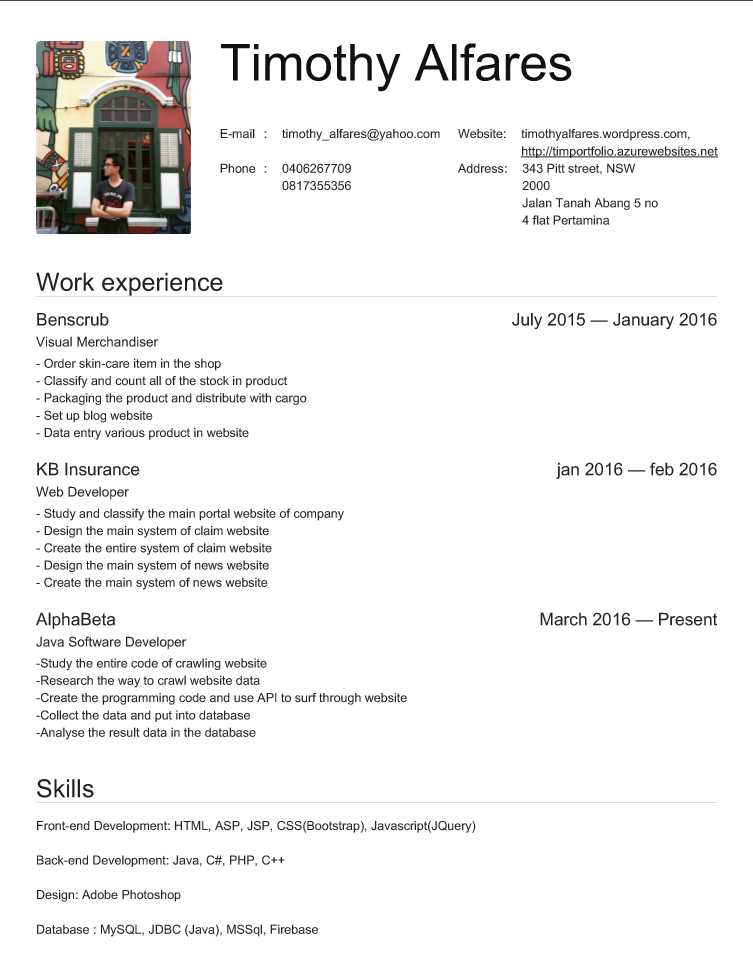 Timothy Alfares
E-mail : timothy_alfares@yahoo.com Website: timothyalfares.wordpress.com,
http://timportfolio.azurewebsites.net
Phone : 0406267709 Address: 343 Pitt street, NSW
0817355356 2000
Jalan Tanah Abang 5 no
4 flat Pertamina
Work experience
Benscrub July 2015 — January 2016
Visual Merchandiser
- Order skin-care item in the shop
- Classify and count all of the stock in product
- Packaging the product and distribute with cargo
- Set up blog website
- Data entry various product in website
KB Insurance jan 2016 — feb 2016
Web Developer
- Study and classify the main portal website of company
- Design the main system of claim website
- Create the entire system of claim website
- Design the main system of news website
- Create the main system of news website
AlphaBeta March 2016 — Present
Java Software Developer
-Study the entire code of crawling website
-Research the way to crawl website data
-Create the programming code and use API to surf through website
-Collect the data and put into database
-Analyse the result data in the database
Skills
Front-end Development: HTML, ASP, JSP, CSS(Bootstrap), Javascript(JQuery)
Back-end Development: Java, C#, PHP, C++
Design: Adobe Photoshop
Database : MySQL, JDBC (Java), MSSql, Firebase